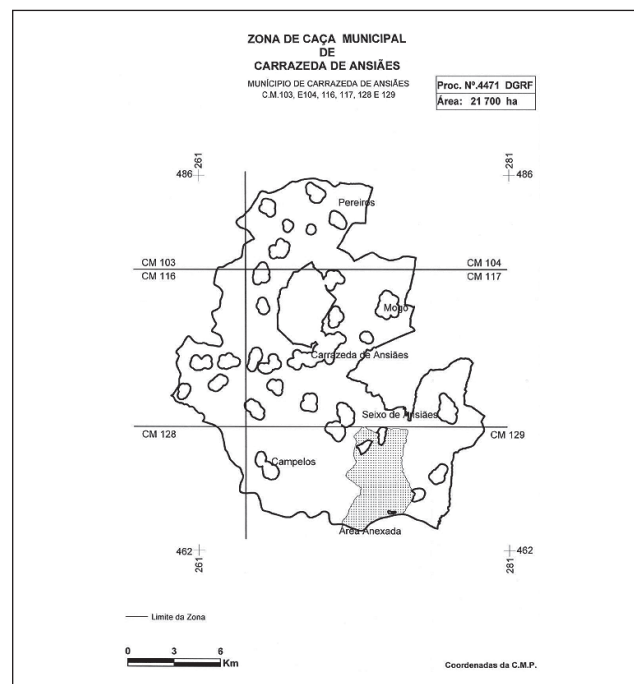 ZONA DE CAÇA MUNICIPAL
DE
CARRAZEDA DE ANSIÃES
MUNÍCIPIO DE CARRAZEDA DE ANSIÃES
C.M.103, E104, 116, 117, 128 E 129
Proc. Nº.4471 DGRF
Área: 21 700 ha
261
281
486
486
Pereiros
CM 103
CM 104
CM 116
CM 117
Mogo
Carrazeda de Ansiães
Seixo de Ansiães
CM 128
CM 129
Campelos
Área Anexada
462
462
261
281
Limite da Zona
0 3 6
Km
Coordenadas da C.M.P.